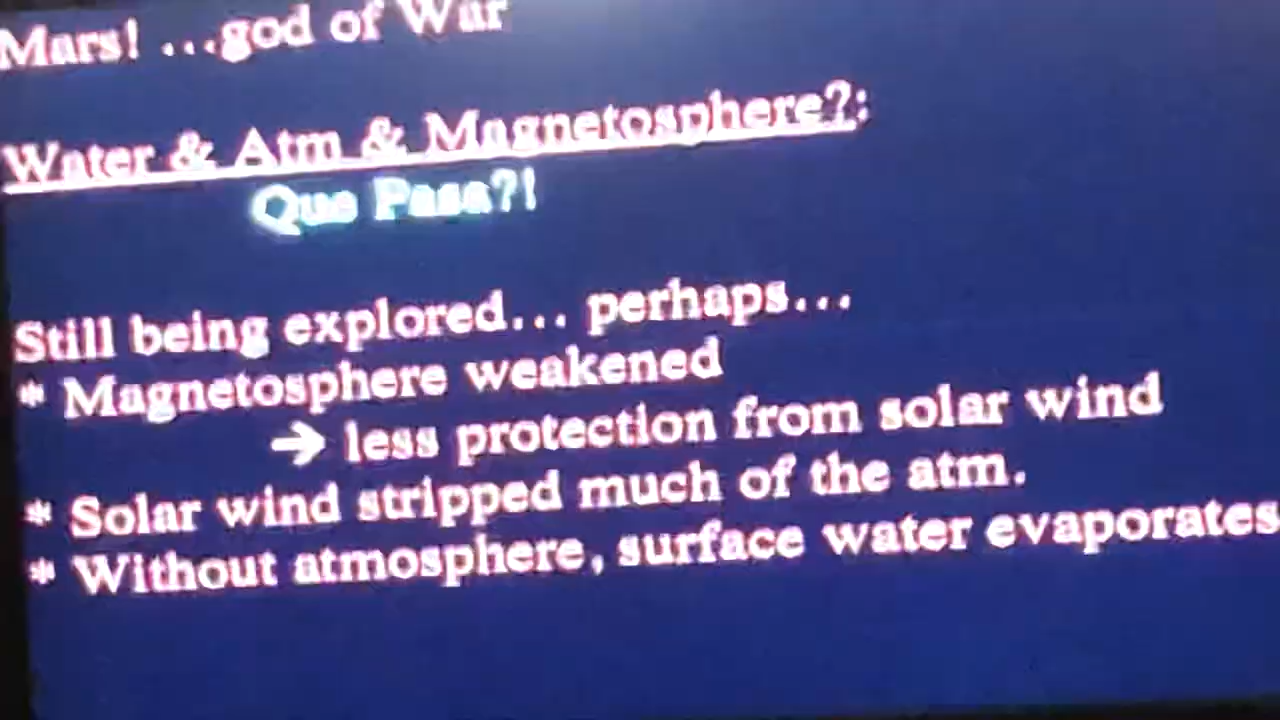 Mars! ...god of War
Water & Atm & Magnetosphere?:
Que Pasa?!
Still being explored... perhaps...
* Magnetosphere weakened
→ less protection from solar wind
* Solar wind stripped much of the atm.
* Without atmosphere, surface water evaporates